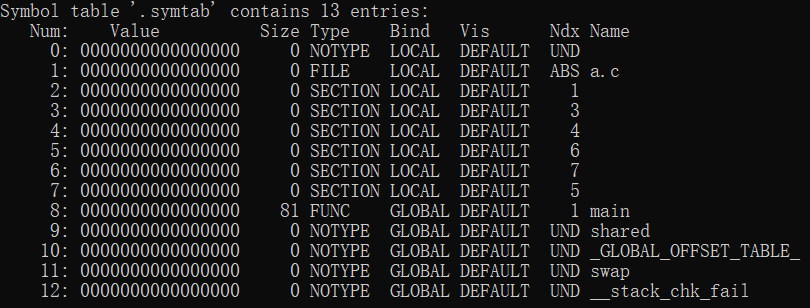 Symbol table '.symtab' contains 13 entries:
   Num:    Value          Size Type    Bind   Vis      Ndx Name
     0: 0000000000000000     0 NOTYPE  LOCAL  DEFAULT  UND
     1: 0000000000000000     0 FILE    LOCAL  DEFAULT  ABS a.c
     2: 0000000000000000     0 SECTION LOCAL  DEFAULT    1
     3: 0000000000000000     0 SECTION LOCAL  DEFAULT    3
     4: 0000000000000000     0 SECTION LOCAL  DEFAULT    4
     5: 0000000000000000     0 SECTION LOCAL  DEFAULT    6
     6: 0000000000000000     0 SECTION LOCAL  DEFAULT    7
     7: 0000000000000000     0 SECTION LOCAL  DEFAULT    5
     8: 0000000000000000    81 FUNC    GLOBAL DEFAULT    1 main
     9: 0000000000000000     0 NOTYPE  GLOBAL DEFAULT  UND shared
    10: 0000000000000000     0 NOTYPE  GLOBAL DEFAULT  UND _GLOBAL_OFFSET_TABLE_
    11: 0000000000000000     0 NOTYPE  GLOBAL DEFAULT  UND swap
    12: 0000000000000000     0 NOTYPE  GLOBAL DEFAULT  UND __stack_chk_fail